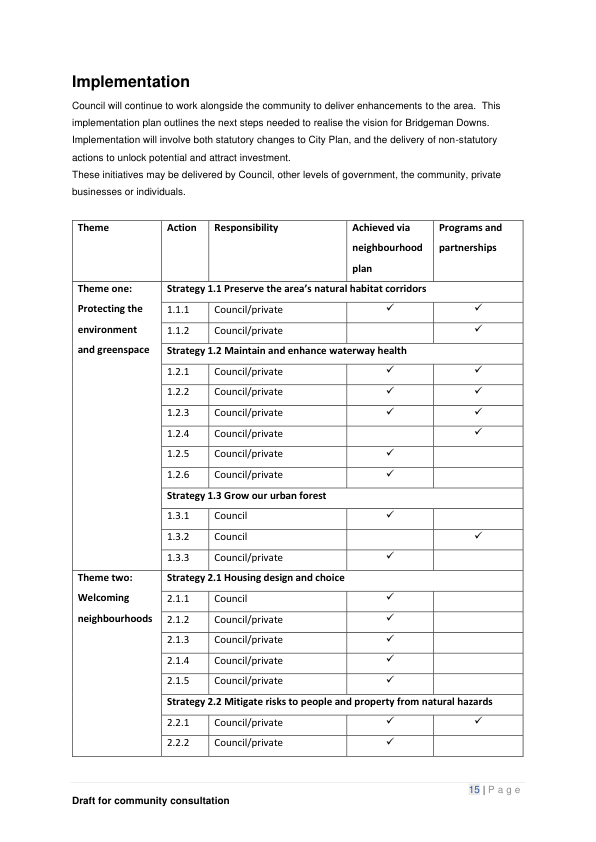 Implementation
Council will continue to work alongside the community to deliver enhancements to the area.  This
implementation plan outlines the next steps needed to realise the vision for Bridgeman Downs.
Implementation will involve both statutory changes to City Plan, and the delivery of non-statutory
actions to unlock potential and attract investment.
These initiatives may be delivered by Council, other levels of government, the community, private
businesses or individuals.
Theme Action Responsibility Achieved via neighbourhood plan Programs and partnerships
Theme one: Protecting the environment and greenspace
Strategy 1.1 Preserve the area's natural habitat corridors
1.1.1 Council/private ✓ ✓
1.1.2 Council/private ✓
Strategy 1.2 Maintain and enhance waterway health
1.2.1 Council/private ✓ ✓
1.2.2 Council/private ✓ ✓
1.2.3 Council/private ✓ ✓
1.2.4 Council/private ✓
1.2.5 Council/private ✓
1.2.6 Council/private ✓
Strategy 1.3 Grow our urban forest
1.3.1 Council ✓
1.3.2 Council ✓
1.3.3 Council/private ✓
Theme two: Welcoming neighbourhoods
Strategy 2.1 Housing design and choice
2.1.1 Council ✓
2.1.2 Council/private ✓
2.1.3 Council/private ✓
2.1.4 Council/private ✓
2.1.5 Council/private ✓
Strategy 2.2 Mitigate risks to people and property from natural hazards
2.2.1 Council/private ✓ ✓
2.2.2 Council/private ✓
15 | Page
Draft for community consultation